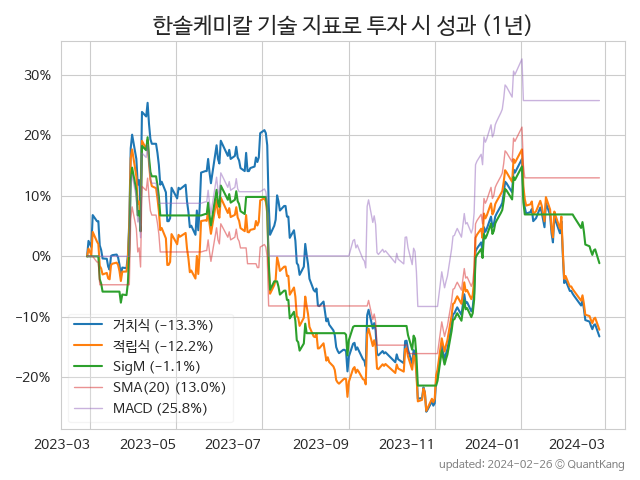 한솔케미칼 기술 지표로 투자 시 성과 (1년)
30%
20%
10%
0%
−10%
−20%
거치식 (−13.3%)
적립식 (−12.2%)
SigM (−1.1%)
SMA(20) (13.0%)
MACD (25.8%)
2023-03 2023-05 2023-07 2023-09 2023-11 2024-01 2024-03
updated: 2024-02-26 © QuantKang